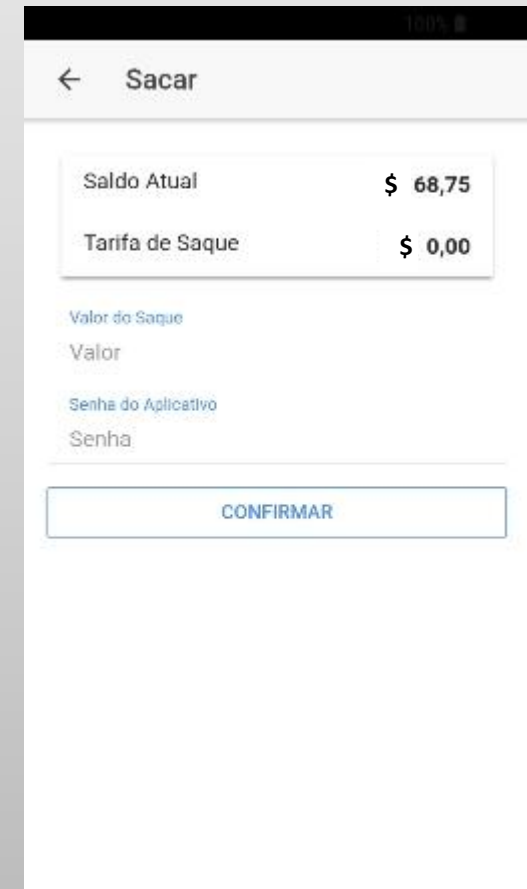 100%
Sacar
Saldo Atual $ 68,75
Tarifa de Saque $ 0,00
Valor do Saque
Valor
Senha do Aplicativo
Senha
CONFIRMAR